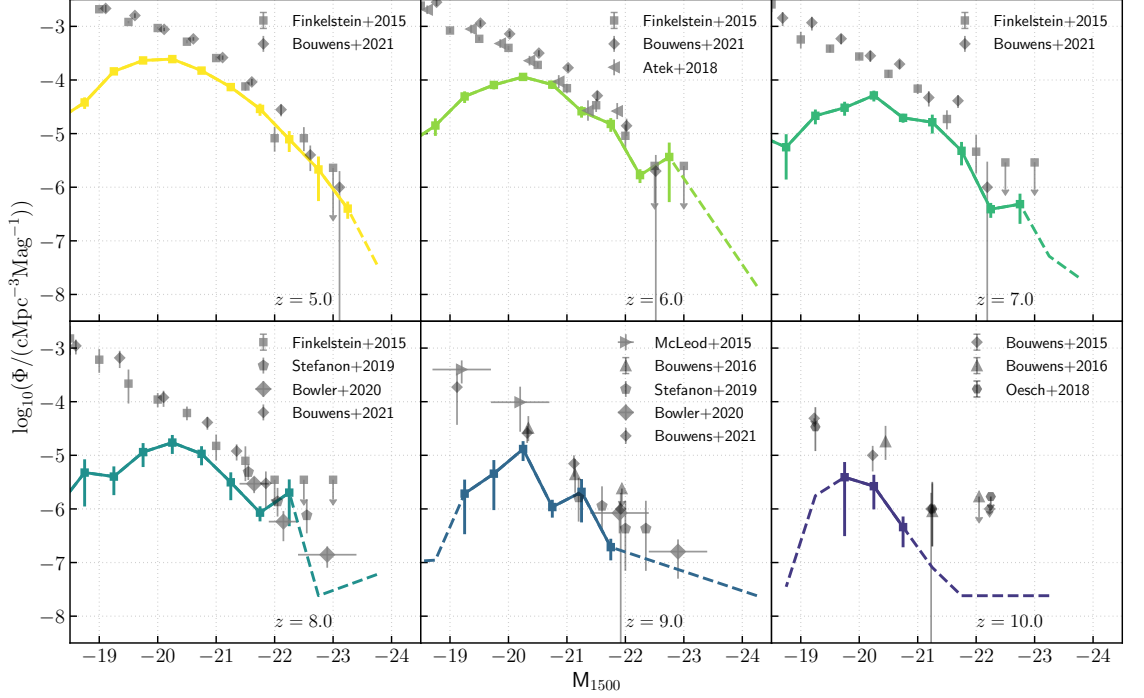 −3
−4
−5
−6
−7
−8
Finkelstein+2015
Bouwens+2021
z = 5.0
Finkelstein+2015
Bouwens+2021
Atek+2018
z = 6.0
Finkelstein+2015
Bouwens+2021
z = 7.0
log10(Φ/(cMpc−3Mag−1))
−3
−4
−5
−6
−7
−8
Finkelstein+2015
Stefanon+2019
Bowler+2020
Bouwens+2021
z = 8.0
McLeod+2015
Bouwens+2016
Stefanon+2019
Bowler+2020
Bouwens+2021
z = 9.0
Bouwens+2015
Bouwens+2016
Oesch+2018
z = 10.0
−19 −20 −21 −22 −23
−19 −20 −21 −22 −23
−19 −20 −21 −22 −23 −24
M1500